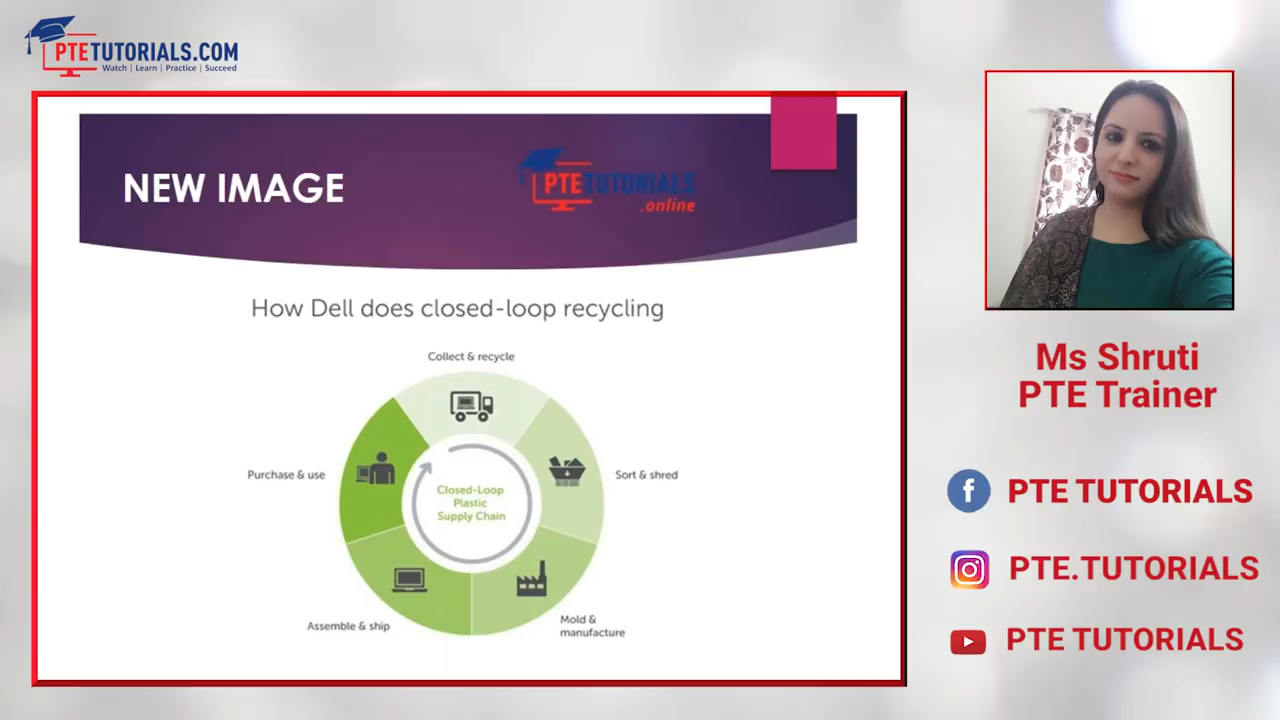 PTETUTORIALS.COM
Watch | Learn | Practice | Succeed
NEW IMAGE
PTETUTORIALS
.online
How Dell does closed-loop recycling
Collect & recycle
Purchase & use
Sort & shred
Closed-Loop
Plastic
Supply Chain
Assemble & ship
Mold &
manufacture
Ms Shruti
PTE Trainer
PTE TUTORIALS
PTE.TUTORIALS
PTE TUTORIALS